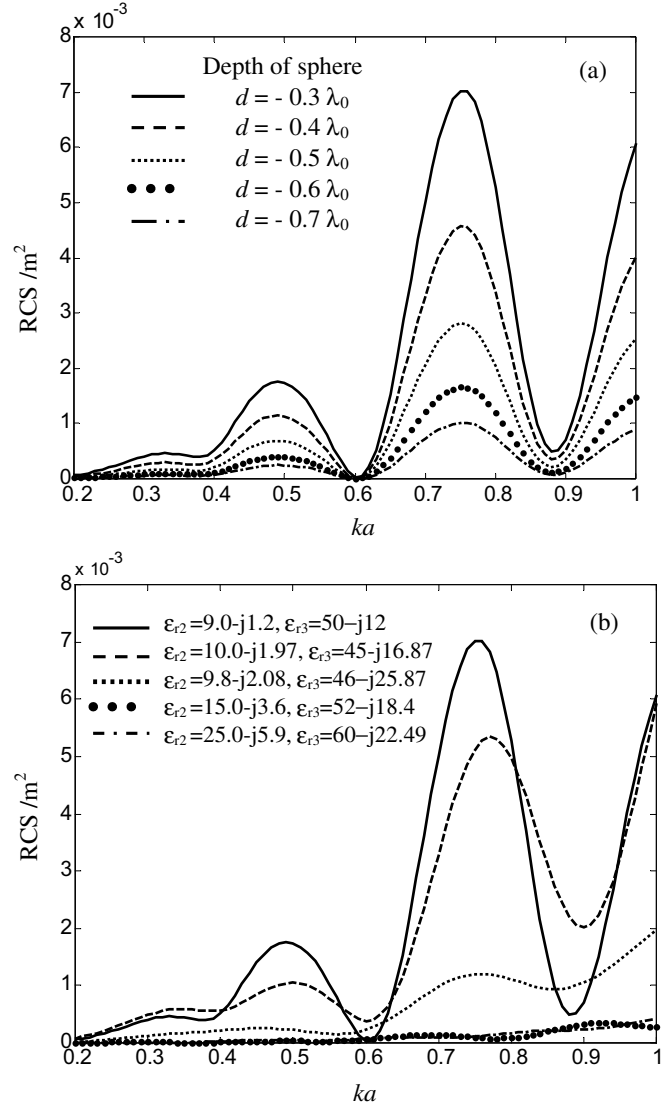 8 × 10⁻³
(a)
Depth of sphere
d = - 0.3 λ₀
d = - 0.4 λ₀
d = - 0.5 λ₀
d = - 0.6 λ₀
d = - 0.7 λ₀
7
6
5
4
3
2
1
0
RCS /m²
0.2 0.3 0.4 0.5 0.6 0.7 0.8 0.9 1
ka
8 × 10⁻³
(b)
εr2 =9.0-j1.2, εr3=50–j12
εr2 =10.0-j1.97, εr3=45-j16.87
εr2 =9.8-j2.08, εr3=46–j25.87
εr2 =15.0-j3.6, εr3=52–j18.4
εr2 =25.0-j5.9, εr3=60–j22.49
7
6
5
4
3
2
1
0
RCS /m²
0.2 0.3 0.4 0.5 0.6 0.7 0.8 0.9 1
ka